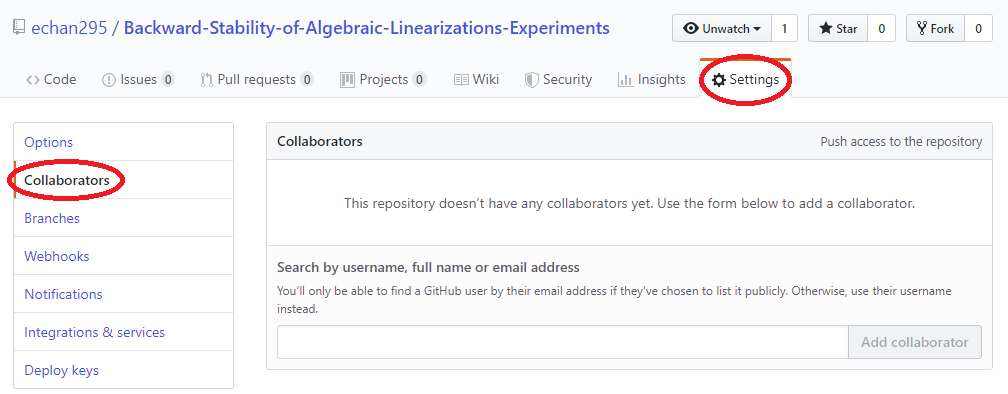 echan295 / Backward-Stability-of-Algebraic-Linearizations-Experiments
Unwatch 1 Star 0 Fork 0
Code Issues 0 Pull requests 0 Projects 0 Wiki Security Insights Settings
Options
Collaborators
Branches
Webhooks
Notifications
Integrations & services
Deploy keys
Collaborators Push access to the repository
This repository doesn’t have any collaborators yet. Use the form below to add a collaborator.
Search by username, full name or email address
You’ll only be able to find a GitHub user by their email address if they’ve chosen to list it publicly. Otherwise, use their username
instead.
Add collaborator